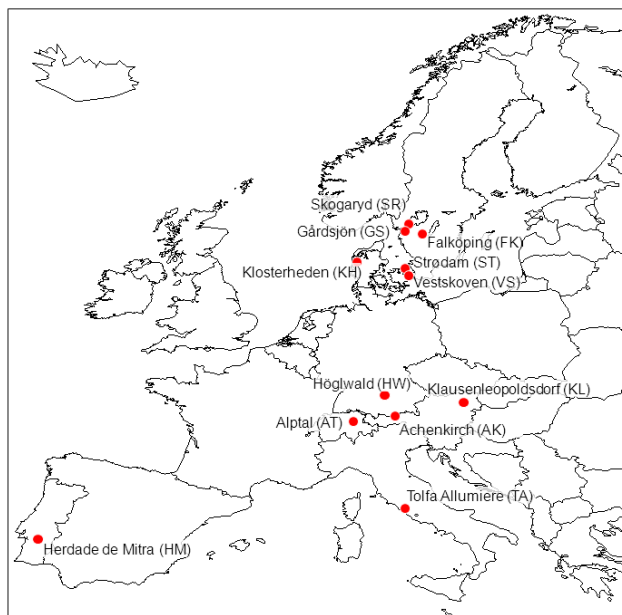 Skogaryd (SR)
Gårdsjön (GS)
Falköping (FK)
Strødam (ST)
Klosterheden (KH)
Vestskoven (VS)
Höglwald (HW)
Klausenleopoldsdorf (KL)
Alptal (AT)
Achenkirch (AK)
Tolfa Allumiere (TA)
Herdade de Mitra (HM)